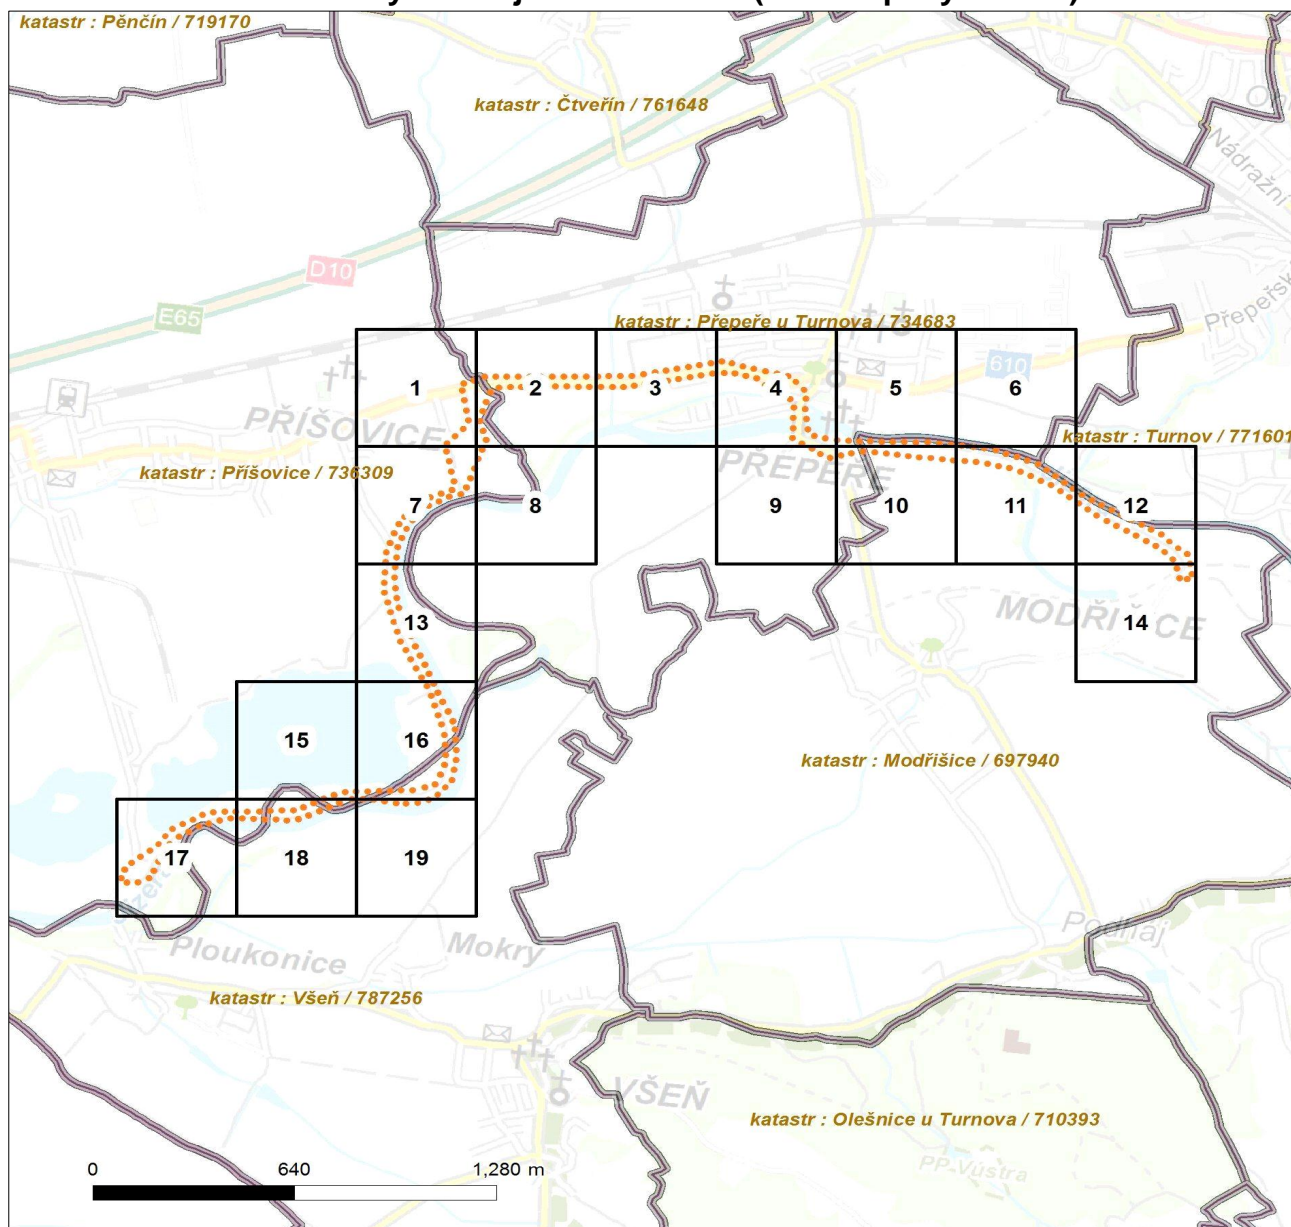 katastr : Pěnčín / 719170
katastr : Čtveřín / 761648
Nádražní
D10
E65
Přepeřsk
katastr : Přepeře u Turnova / 734683
610
1
2
3
4
5
6
PŘÍŠOVICE
katastr : Turnov / 771601
katastr : Příšovice / 736309
PŘEPEŘE
7
8
9
10
11
12
13
MODŘIŠICE
14
15
16
katastr : Modřišice / 697940
17
18
19
Podháj
Ploukonice
Mokry
katastr : Všeň / 787256
VŠEŇ
katastr : Olešnice u Turnova / 710393
PP Vústra
0
640
1,280 m